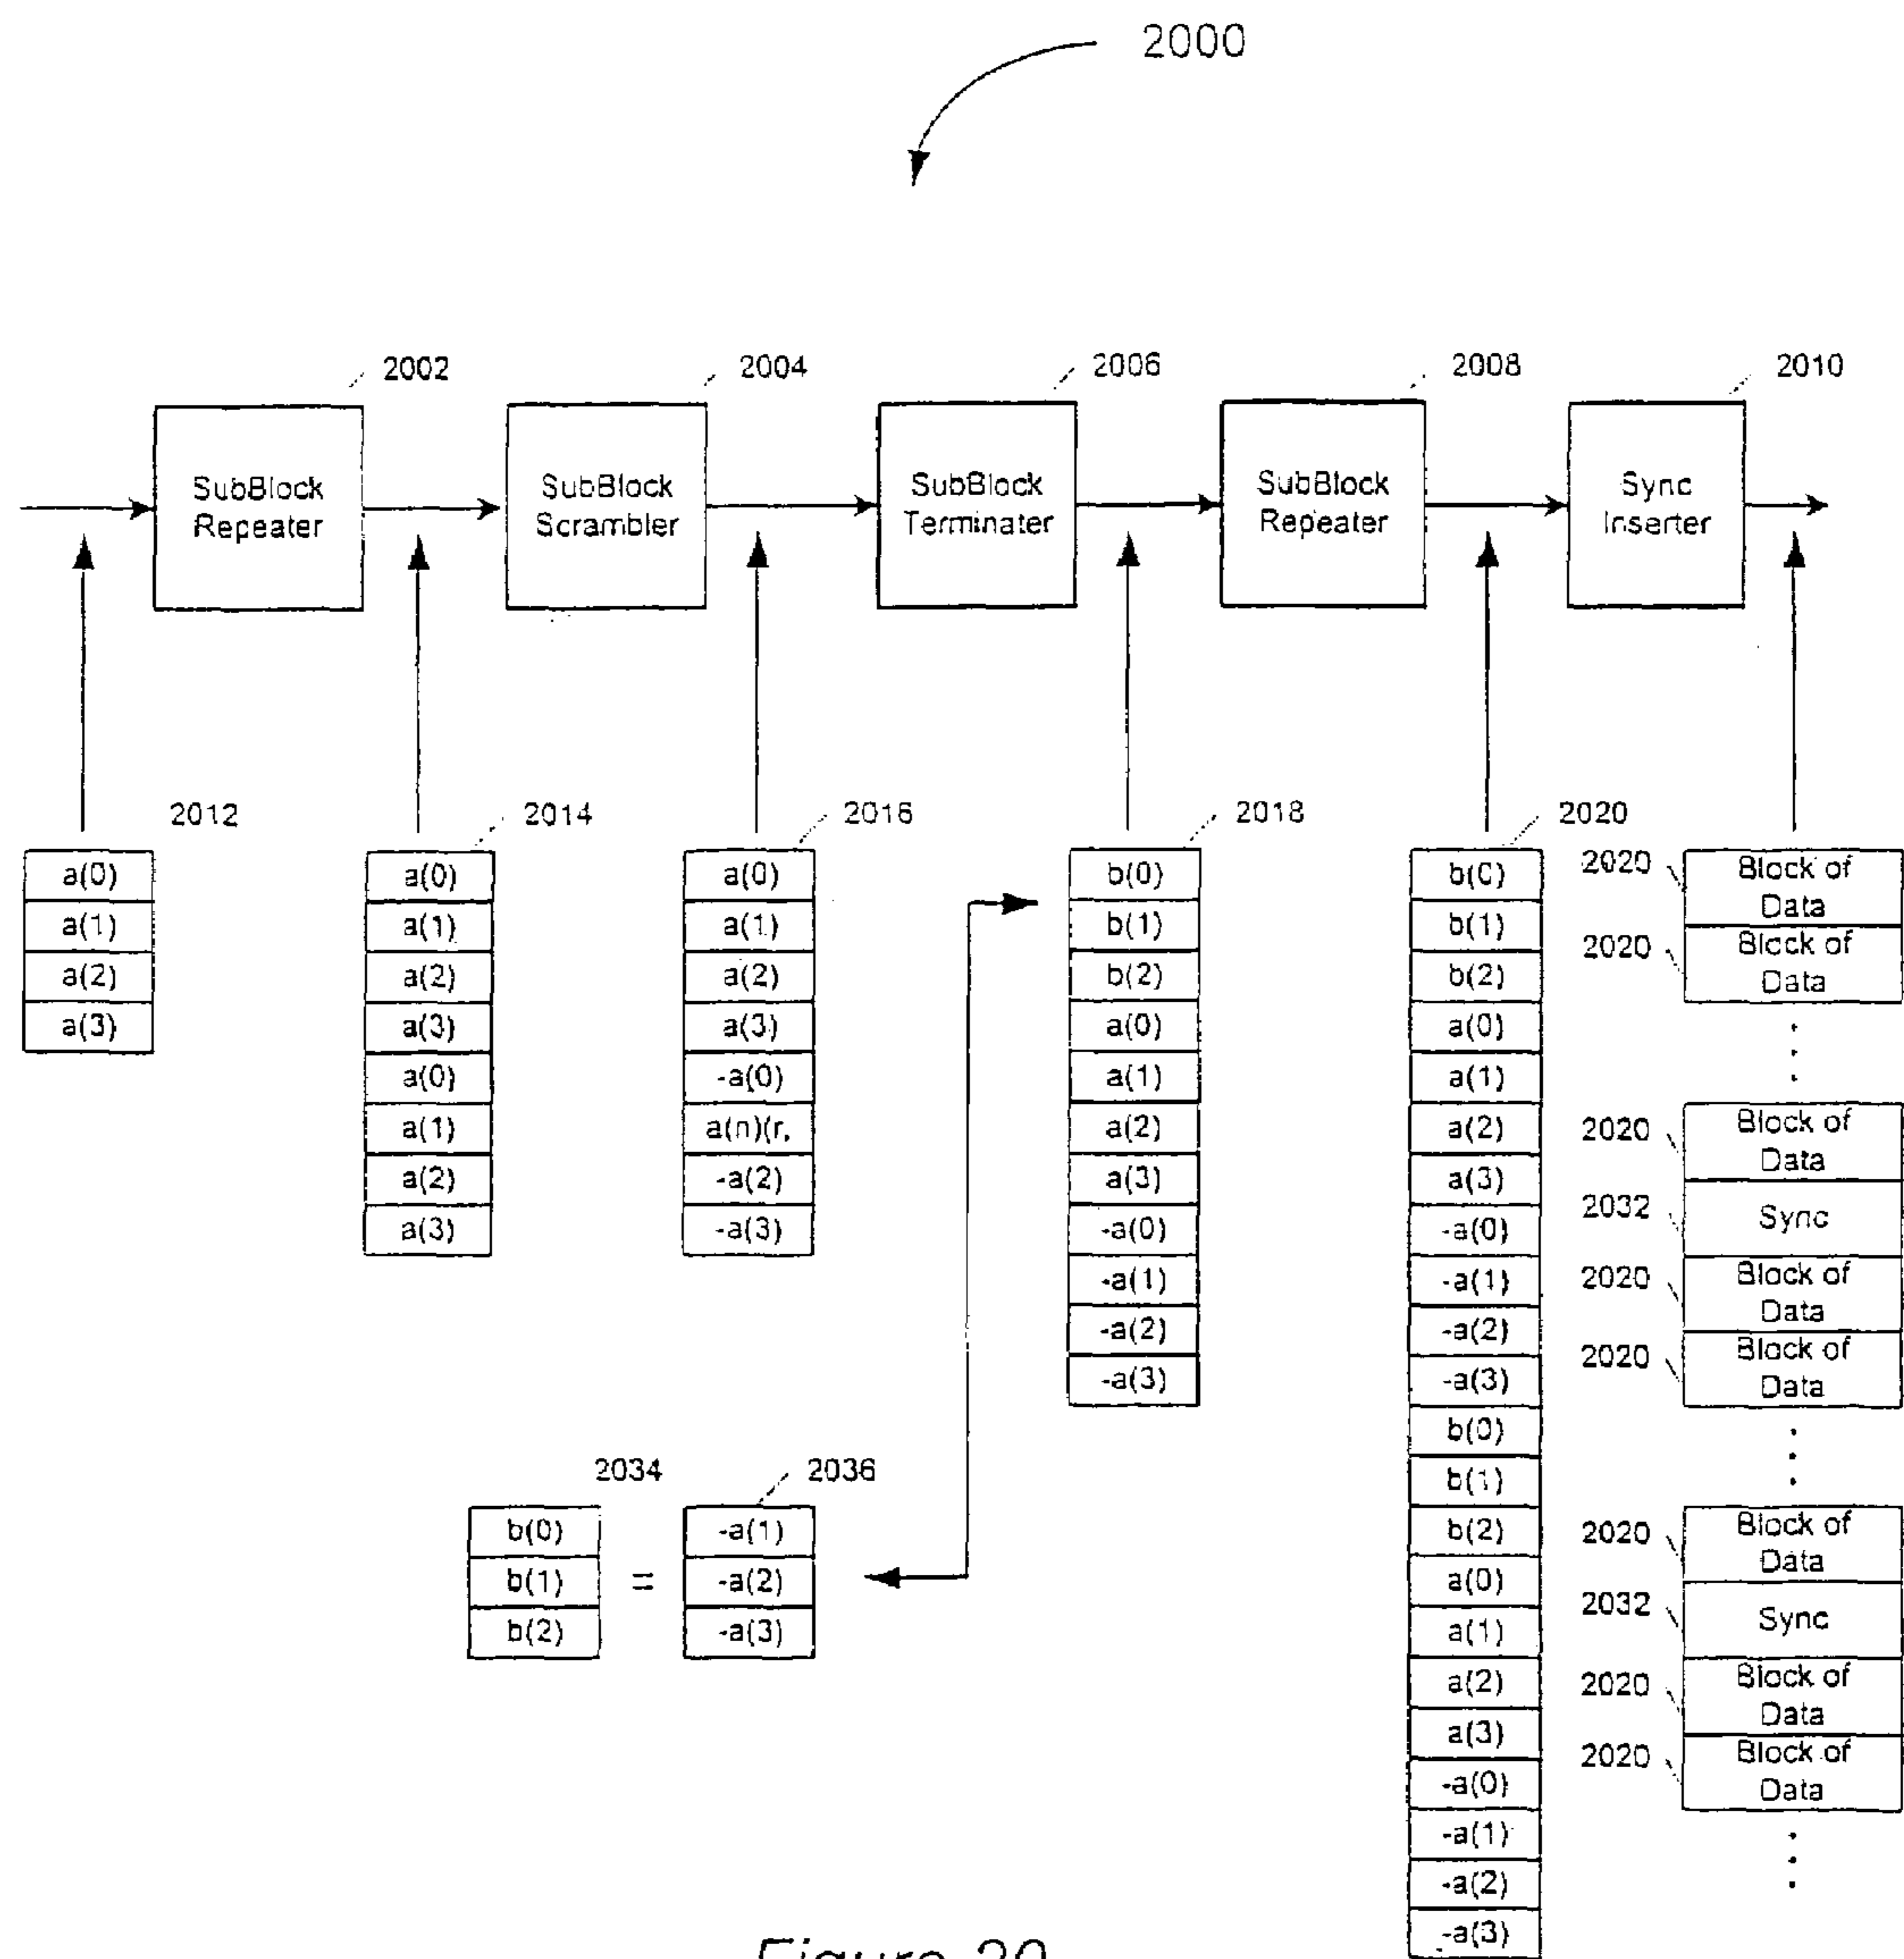 2000
2002
2004
2006
2008
2010
SubBlock
Repeater
SubBlock
Scrambler
SubBlock
Terminater
SubBlock
Repeater
Sync
Inserter
2012
a(0)
a(1)
a(2)
a(3)
2014
a(0)
a(1)
a(2)
a(3)
a(0)
a(1)
a(2)
a(3)
2016
a(0)
a(1)
a(2)
a(3)
-a(0)
a(n)(r,
-a(2)
-a(3)
2018
b(0)
b(1)
b(2)
a(0)
a(1)
a(2)
a(3)
-a(0)
-a(1)
-a(2)
-a(3)
2034
b(0)
b(1)
b(2)
=
2036
-a(1)
-a(2)
-a(3)
2020
b(0)
b(1)
b(2)
a(0)
a(1)
a(2)
a(3)
-a(0)
-a(1)
-a(2)
-a(3)
b(0)
b(1)
b(2)
a(0)
a(1)
a(2)
a(3)
-a(0)
-a(1)
-a(2)
-a(3)
2020
Block of
Data
2020
Block of
Data
2020
Block of
Data
2032
Sync
2020
Block of
Data
2020
Block of
Data
2020
Block of
Data
2032
Sync
2020
Block of
Data
2020
Block of
Data
Figure 20